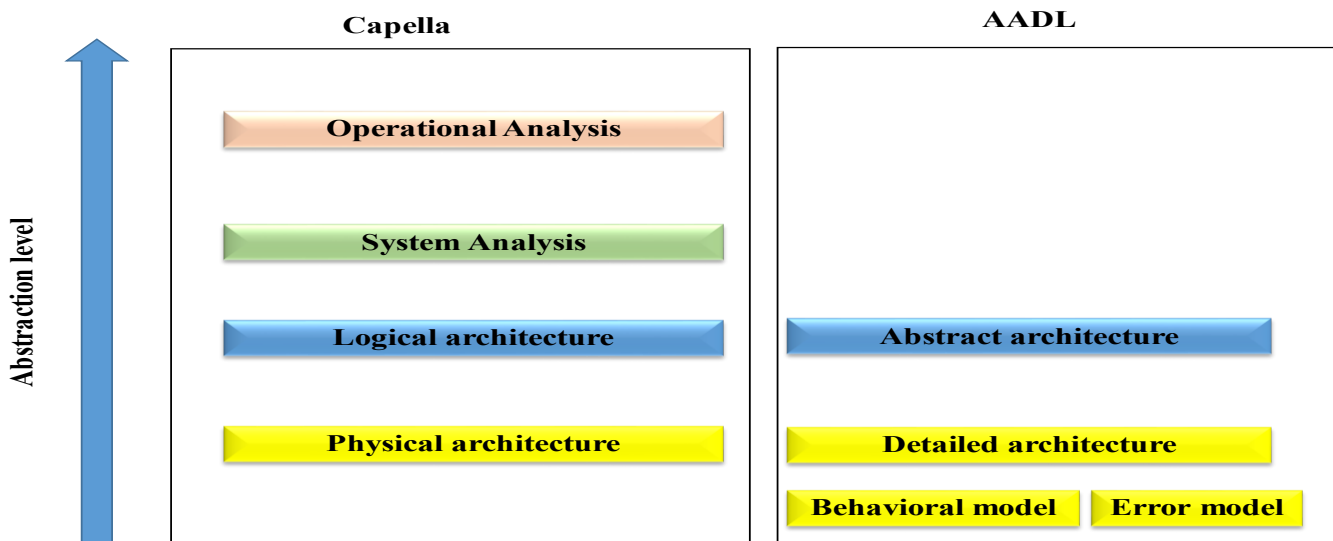 Capella
AADL
Abstraction level
Operational Analysis
System Analysis
Logical architecture
Abstract architecture
Physical architecture
Detailed architecture
Behavioral model
Error model